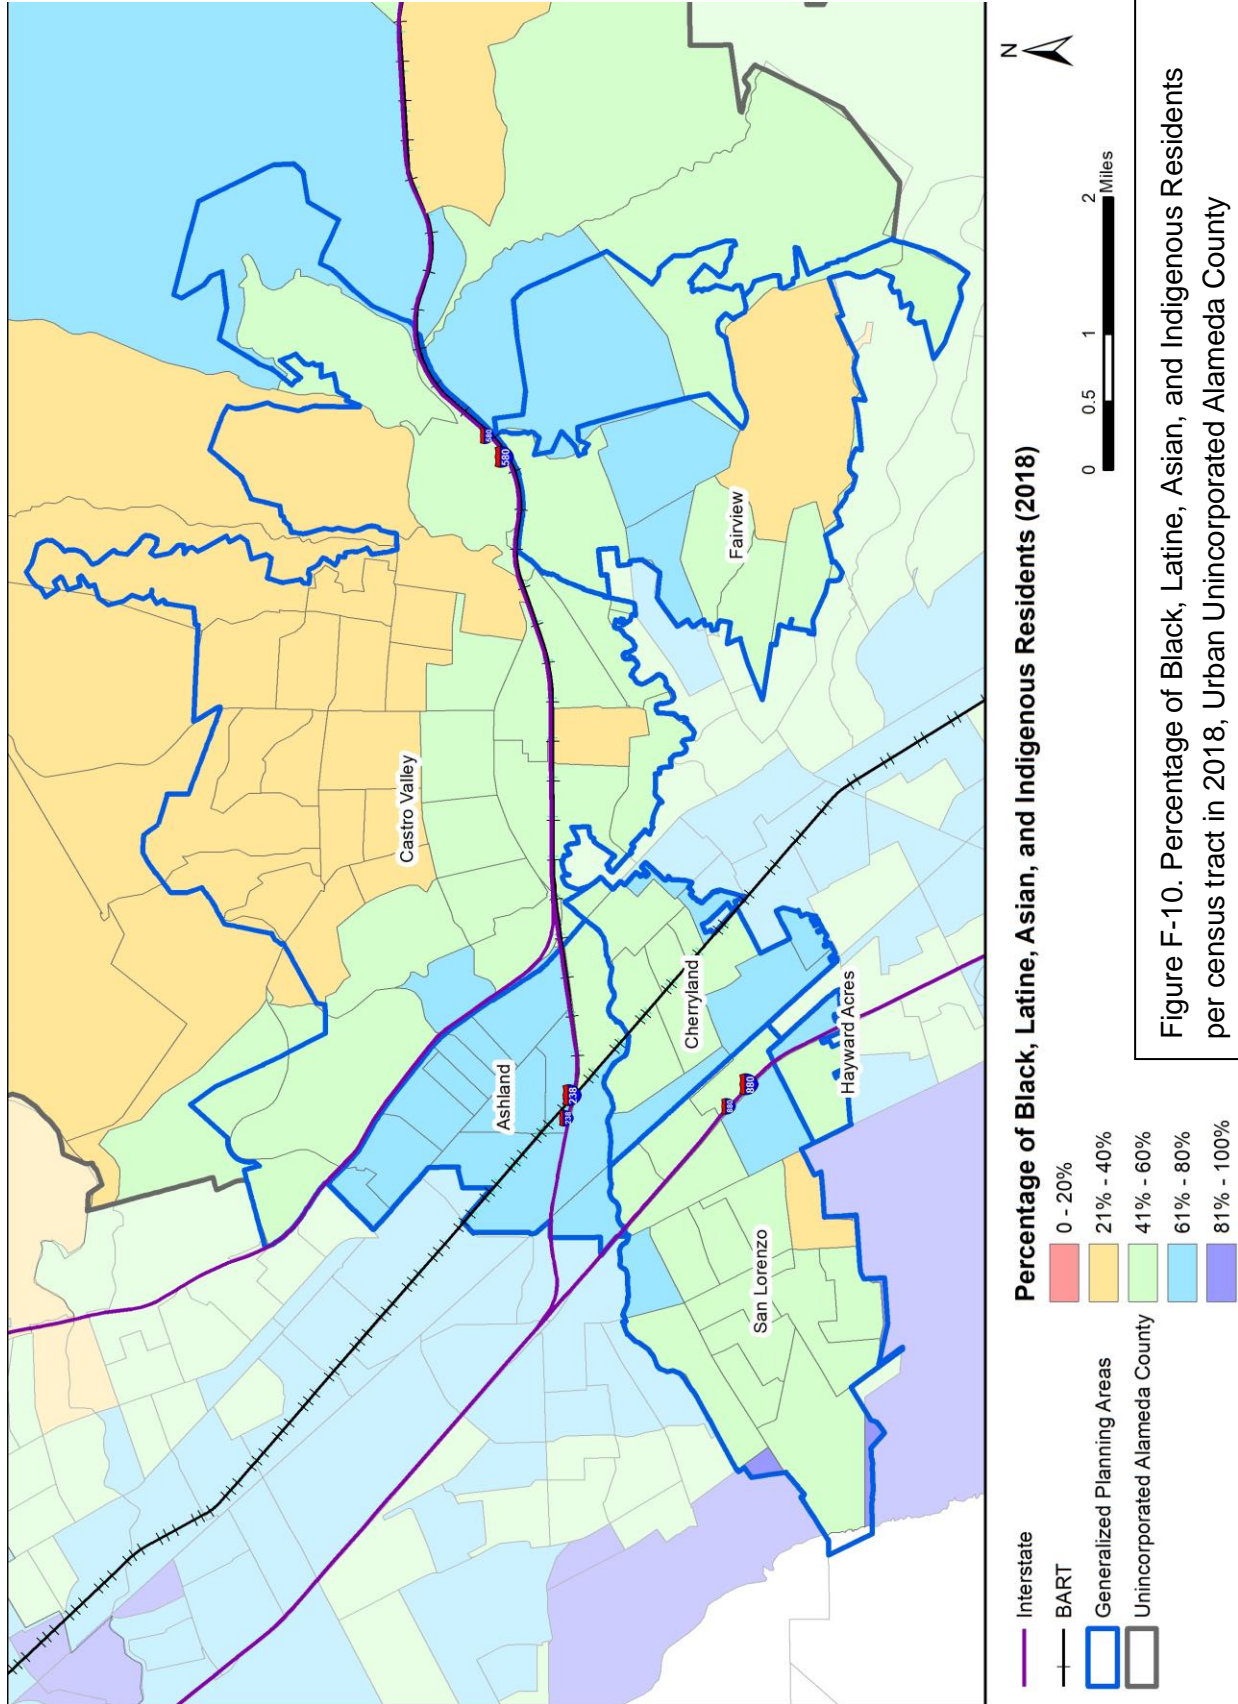 Castro Valley
Ashland
Cherryland
Fairview
San Lorenzo
Hayward Acres
580
580
238
238
880
880
N
Percentage of Black, Latine, Asian, and Indigenous Residents (2018)
Interstate
BART
Generalized Planning Areas
Unincorporated Alameda County
0 - 20%
21% - 40%
41% - 60%
61% - 80%
81% - 100%
0 0.5 1 2
Miles
Figure F-10. Percentage of Black, Latine, Asian, and Indigenous Residents
per census tract in 2018, Urban Unincorporated Alameda County